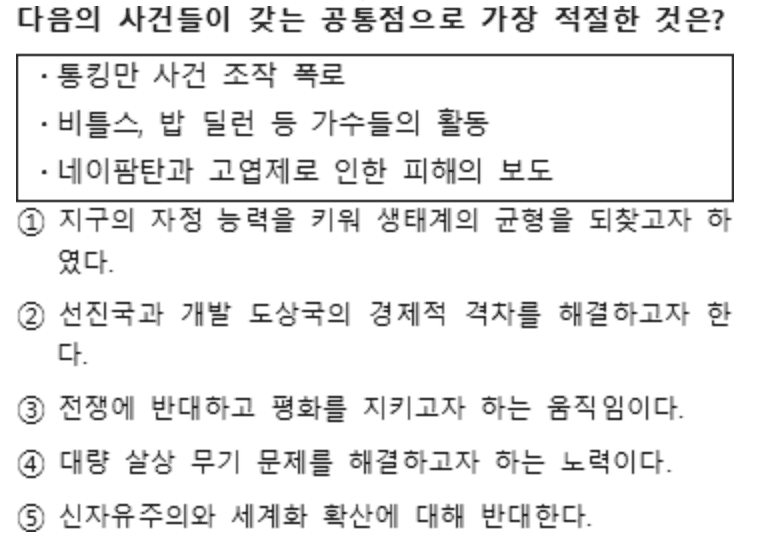 다음의 사건들이 갖는 공통점으로 가장 적절한 것은?
· 통킹만 사건 조작 폭로
· 비틀스, 밥 딜런 등 가수들의 활동
· 네이팜탄과 고엽제로 인한 피해의 보도
① 지구의 자정 능력을 키워 생태계의 균형을 되찾고자 하
였다.
② 선진국과 개발 도상국의 경제적 격차를 해결하고자 한
다.
③ 전쟁에 반대하고 평화를 지키고자 하는 움직임이다.
④ 대량 살상 무기 문제를 해결하고자 하는 노력이다.
⑤ 신자유주의와 세계화 확산에 대해 반대한다.